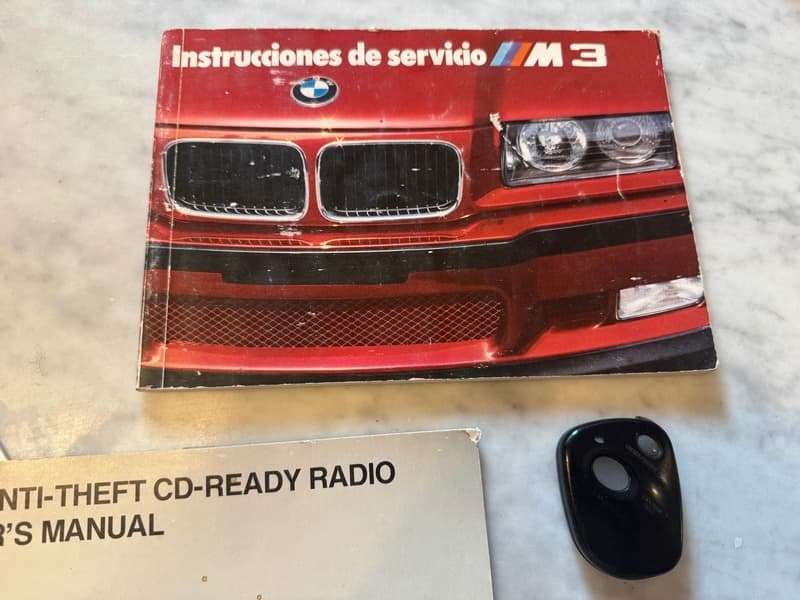 Instrucciones de servicio M3
NTI-THEFT CD-READY RADIO
R'S MANUAL